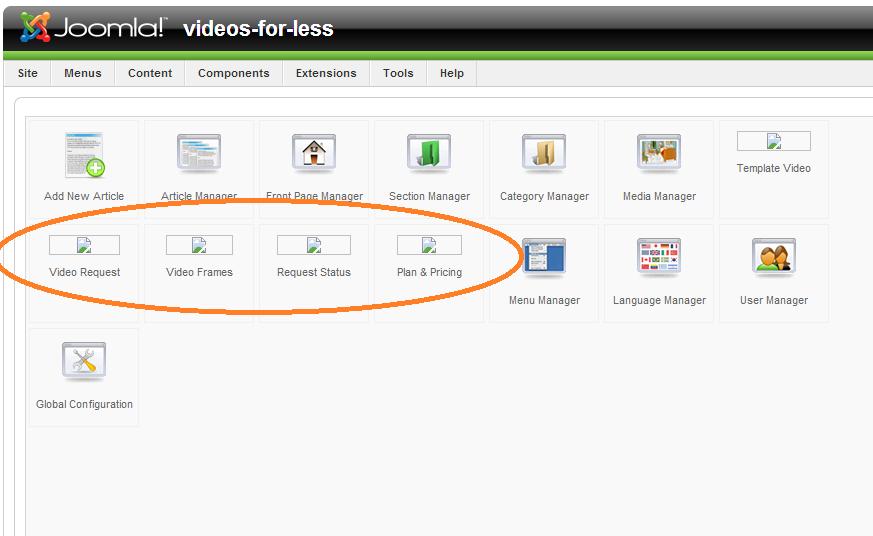 Joomla!™ videos-for-less
Site Menus Content Components Extensions Tools Help
Add New Article Article Manager Front Page Manager Section Manager Category Manager Media Manager Template Video
Video Request Video Frames Request Status Plan & Pricing Menu Manager Language Manager User Manager
Global Configuration